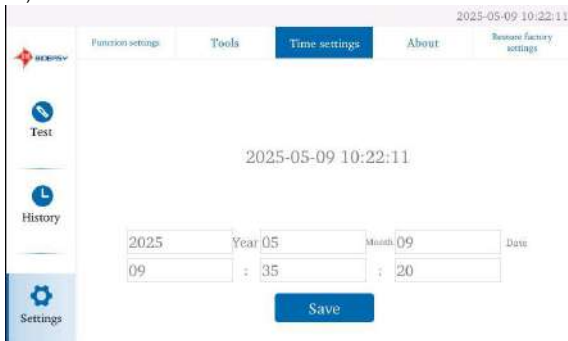 2025-05-09 10:22:11
BIOEASY
Function settings Tools Time settings About Restore factory settings
Test
History
Settings
2025-05-09 10:22:11
2025 Year 05 Month 09 Date
09 : 35 : 20
Save